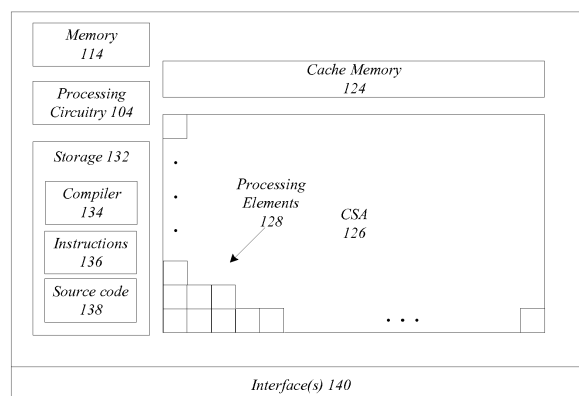 Memory
114
Processing
Circuitry 104
Storage 132
Compiler
134
Instructions
136
Source code
138
Cache Memory
124
Processing
Elements
128
CSA
126
Interface(s) 140